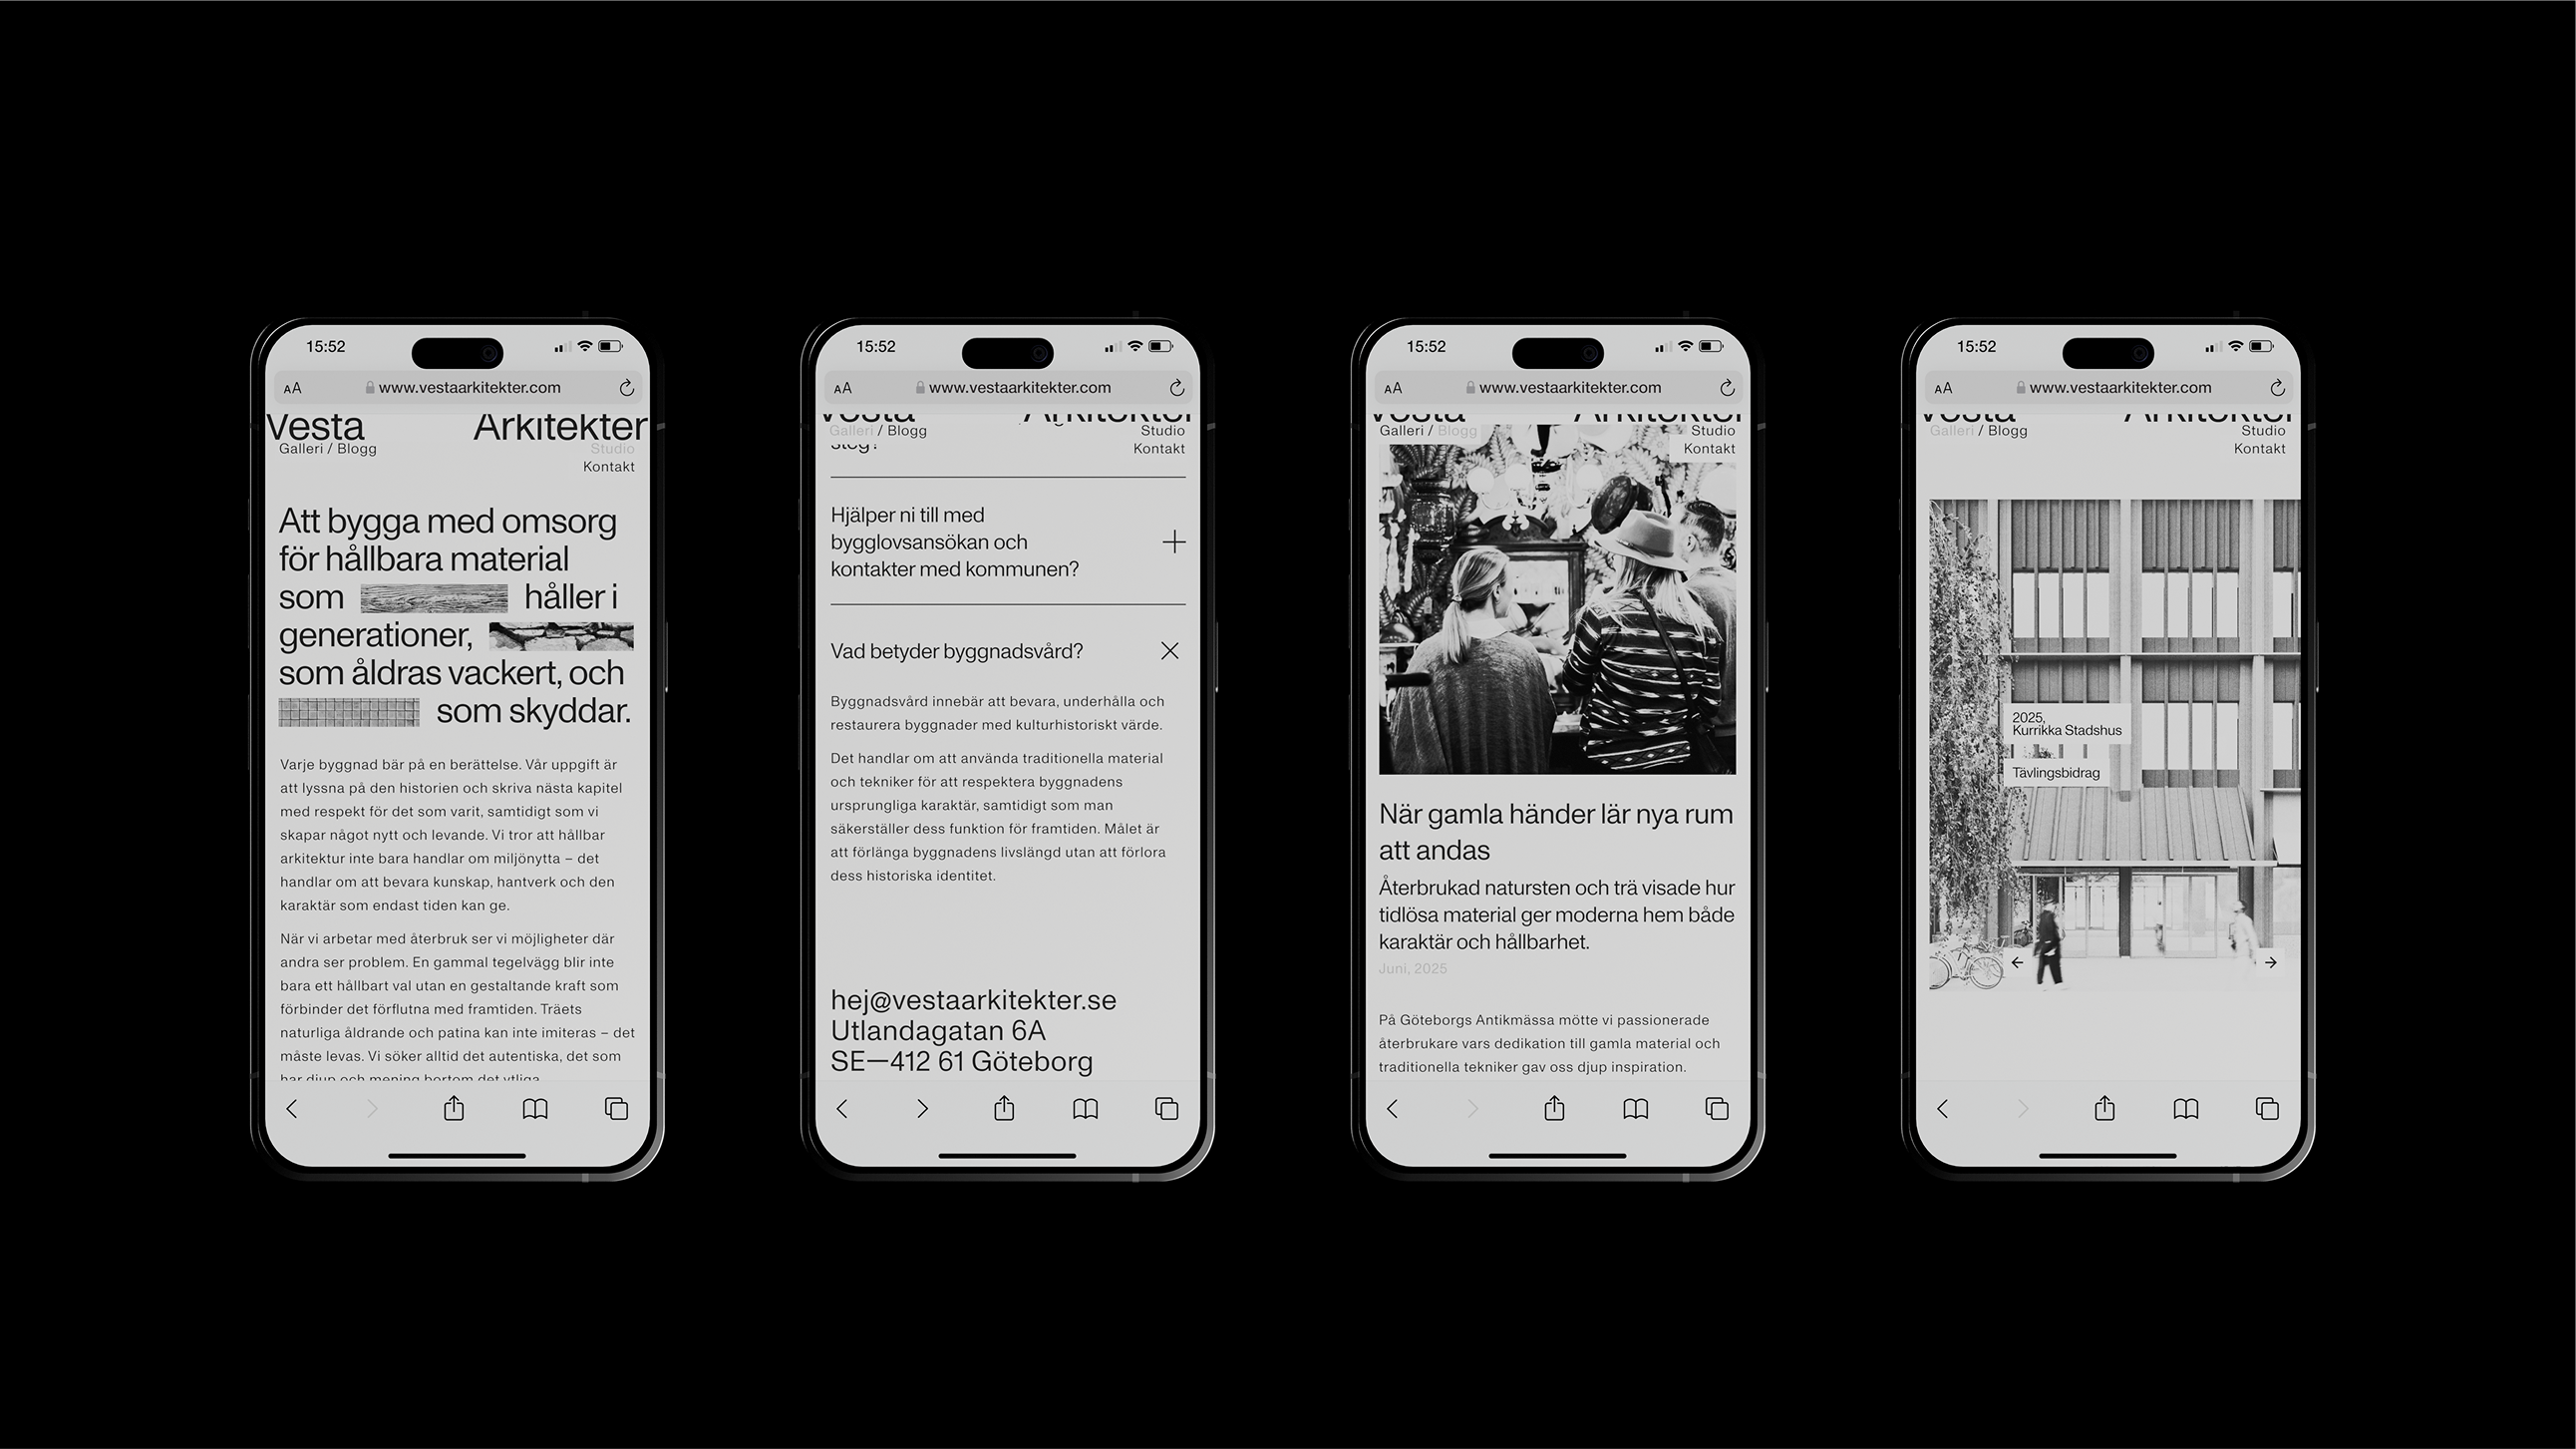 15:52
AA www.vestaarkitekter.com
Vesta Arkitekter
Galleri / Blogg Studio
Kontakt
Att bygga med omsorg
för hållbara material
som håller i
generationer,
som åldras vackert, och
som skyddar.
Varje byggnad bär på en berättelse. Vår uppgift är
att lyssna på den historien och skriva nästa kapitel
med respekt för det som varit, samtidigt som vi
skapar något nytt och levande. Vi tror att hållbar
arkitektur inte bara handlar om miljönytta – det
handlar om att bevara kunskap, hantverk och den
karaktär som endast tiden kan ge.
När vi arbetar med återbruk ser vi möjligheter där
andra ser problem. En gammal tegelvägg blir inte
bara ett hållbart val utan en gestaltande kraft som
förbinder det förflutna med framtiden. Träets
naturliga åldrande och patina kan inte imiteras – det
måste levas. Vi söker alltid det autentiska, det som
har djup och mening bortom det ytliga
15:52
AA www.vestaarkitekter.com
Vesta Arkitekter
Galleri / Blogg Studio
Kontakt
steg?
Hjälper ni till med
bygglovsansökan och
kontakter med kommunen?
Vad betyder byggnadsvård?
Byggnadsvård innebär att bevara, underhålla och
restaurera byggnader med kulturhistoriskt värde.
Det handlar om att använda traditionella material
och tekniker för att respektera byggnadens
ursprungliga karaktär, samtidigt som man
säkerställer dess funktion för framtiden. Målet är
att förlänga byggnadens livslängd utan att förlora
dess historiska identitet.
hej@vestaarkitekter.se
Utlandagatan 6A
SE—412 61 Göteborg
15:52
AA www.vestaarkitekter.com
Vesta Arkitekter
Galleri / Blogg Studio
Kontakt
När gamla händer lär nya rum
att andas
Återbrukad natursten och trä visade hur
tidlösa material ger moderna hem både
karaktär och hållbarhet.
Juni, 2025
På Göteborgs Antikmässa mötte vi passionerade
återbrukare vars dedikation till gamla material och
traditionella tekniker gav oss djup inspiration.
15:52
AA www.vestaarkitekter.com
Vesta Arkitekter
Galleri / Blogg Studio
Kontakt
2025,
Kurrikka Stadshus
Tävlingsbidrag